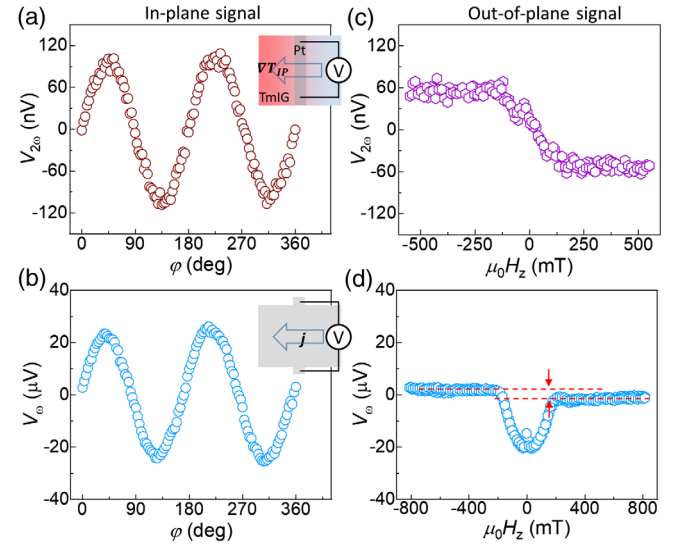 In-plane signal
Out-of-plane signal
(a)
120
60
0
-60
-120
V2ω (nV)
0 90 180 270 360
φ (deg)
Pt
∇T_IP
V
TmIG
(c)
120
60
0
-60
-120
V2ω (nV)
-500 -250 0 250 500
μ0Hz (mT)
(b)
40
20
0
-20
-40
Vω (μV)
0 90 180 270 360
φ (deg)
j
V
(d)
40
20
0
-20
-40
Vω (μV)
-800 -400 0 400 800
μ0Hz (mT)